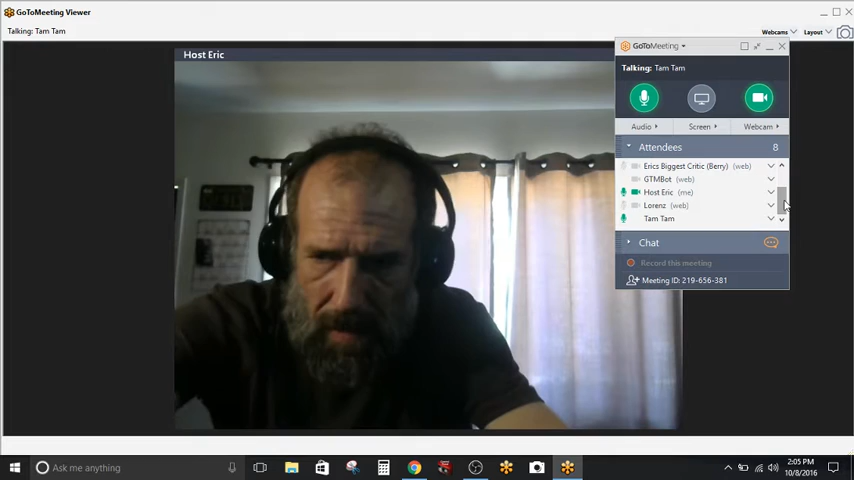 GoToMeeting Viewer
Talking: Tam Tam
Webcams
Layout
Host Eric
GoToMeeting
Talking: Tam Tam
Audio
Screen
Webcam
Attendees 8
Erics Biggest Critic (Berry) (web)
GTMBot (web)
Host Eric (me)
Lorenz (web)
Tam Tam
Chat
Record this meeting
Meeting ID: 219-656-381
Ask me anything
2:05 PM
10/8/2016